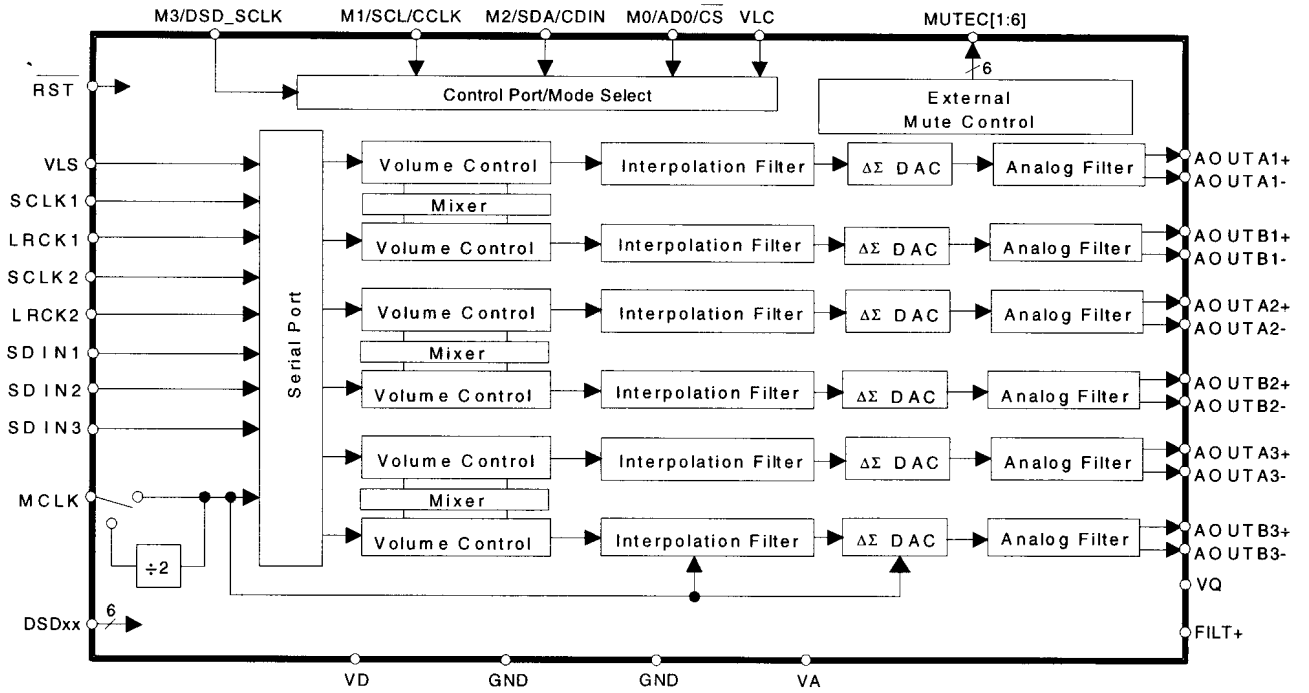 M3/DSD_SCLK M1/SCL/CCLK M2/SDA/CDIN M0/AD0/CS VLC MUTEC[1:6]
6
RST
Control Port/Mode Select
External
Mute Control
VLS
SCLK1
LRCK1
SCLK2
LRCK2
SDIN1
SDIN2
SDIN3
MCLK
÷2
DSDxx
6
Serial Port
Volume Control Interpolation Filter ΔΣ DAC Analog Filter AOUTA1+
AOUTA1-
Mixer
Volume Control Interpolation Filter ΔΣ DAC Analog Filter AOUTB1+
AOUTB1-
Volume Control Interpolation Filter ΔΣ DAC Analog Filter AOUTA2+
AOUTA2-
Mixer
Volume Control Interpolation Filter ΔΣ DAC Analog Filter AOUTB2+
AOUTB2-
Volume Control Interpolation Filter ΔΣ DAC Analog Filter AOUTA3+
AOUTA3-
Mixer
Volume Control Interpolation Filter ΔΣ DAC Analog Filter AOUTB3+
AOUTB3-
VQ
FILT+
VD GND GND VA